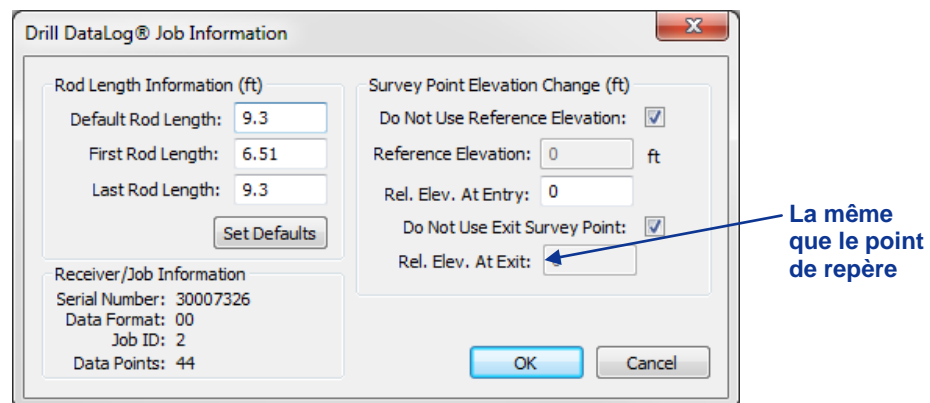 Drill DataLog® Job Information
Rod Length Information (ft)
Default Rod Length: 9.3
First Rod Length: 6.51
Last Rod Length: 9.3
Set Defaults
Receiver/Job Information
Serial Number: 30007326
Data Format: 00
Job ID: 2
Data Points: 44
Survey Point Elevation Change (ft)
Do Not Use Reference Elevation:
Reference Elevation: 0 ft
Rel. Elev. At Entry: 0
Do Not Use Exit Survey Point:
Rel. Elev. At Exit:
OK Cancel
La même
que le point
de repère